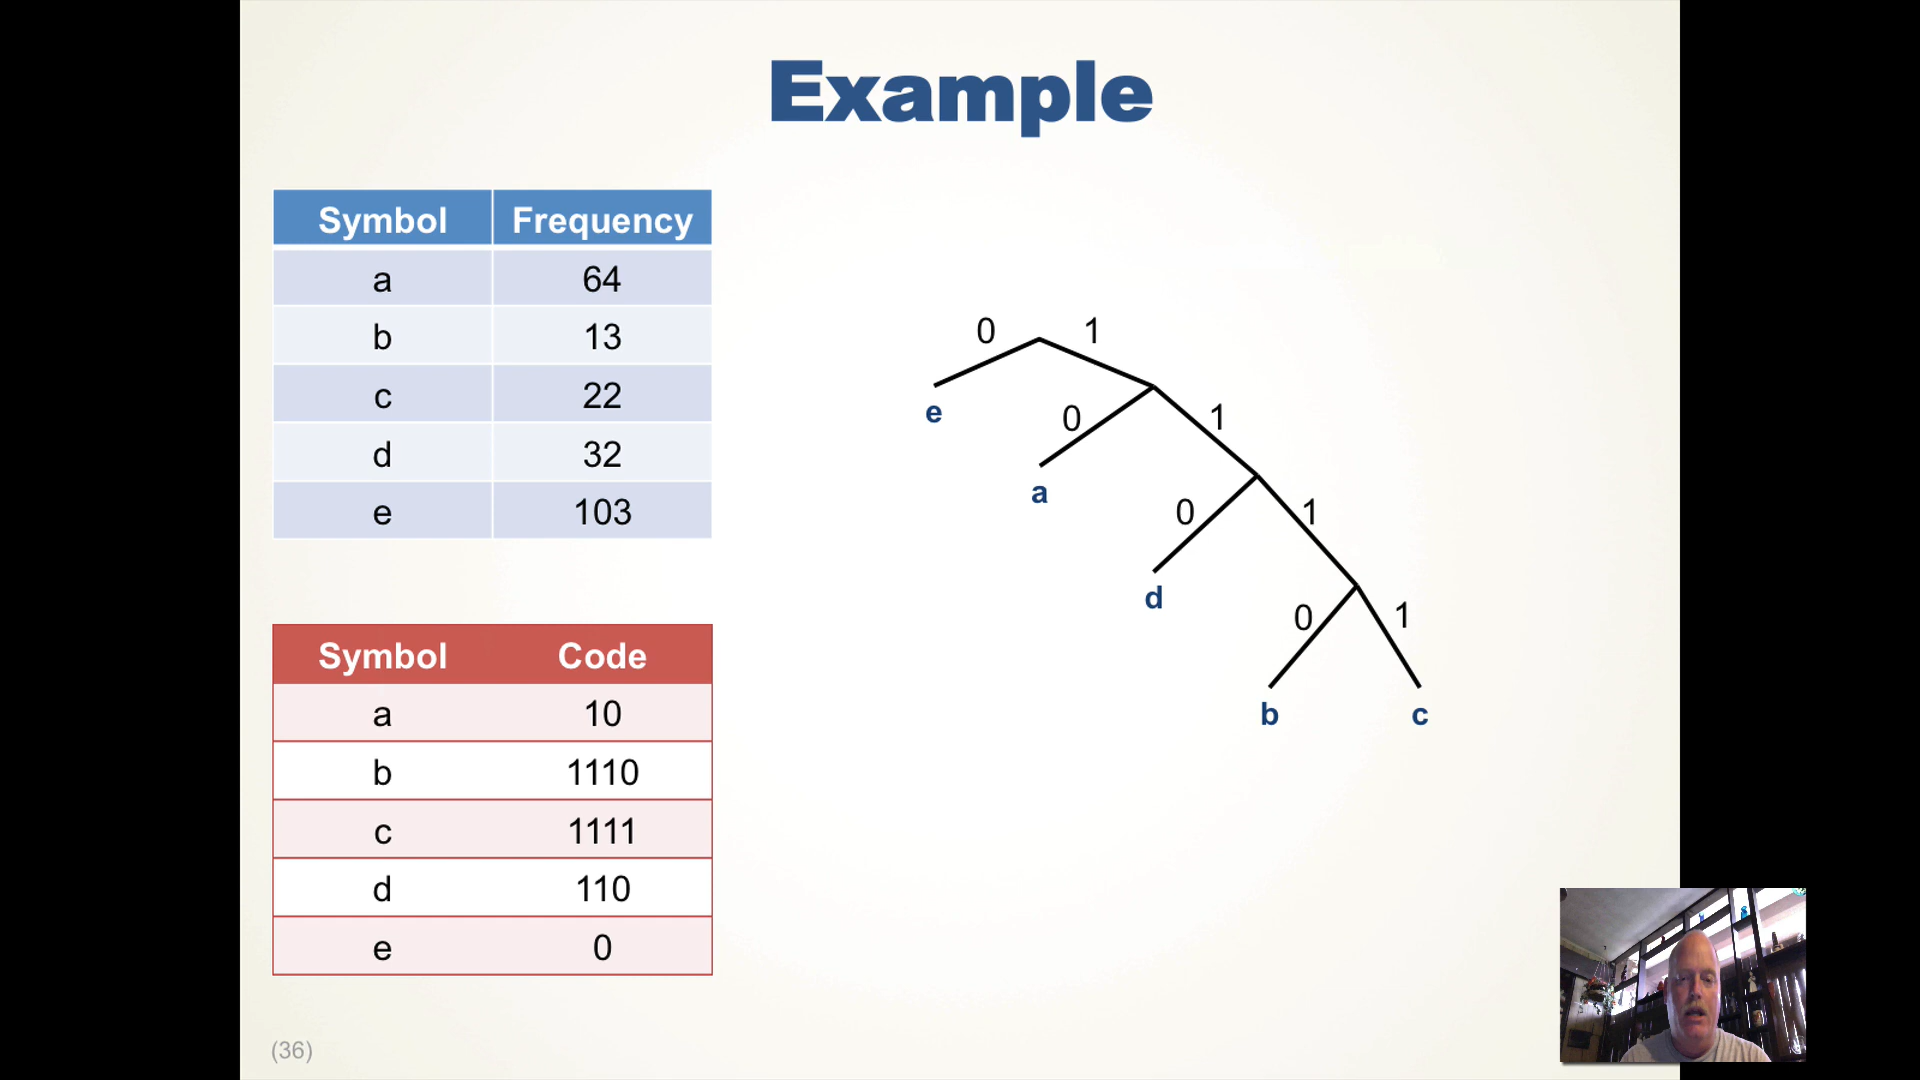 Example
Symbol Frequency
a 64
b 13
c 22
d 32
e 103
Symbol Code
a 10
b 1110
c 1111
d 110
e 0
0 1
e
0 1
a
0 1
d
0 1
b c
(36)